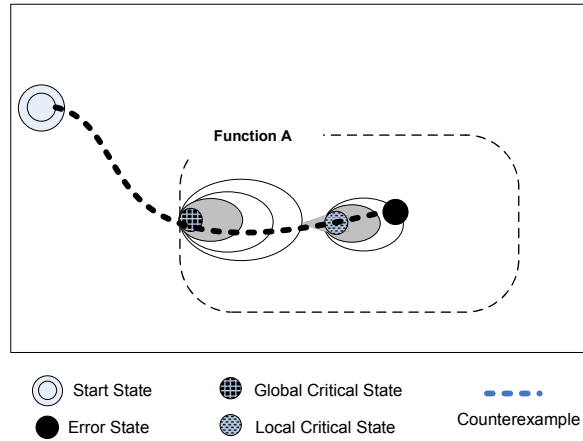 Function A
Start State
Global Critical State
Error State
Local Critical State
Counterexample